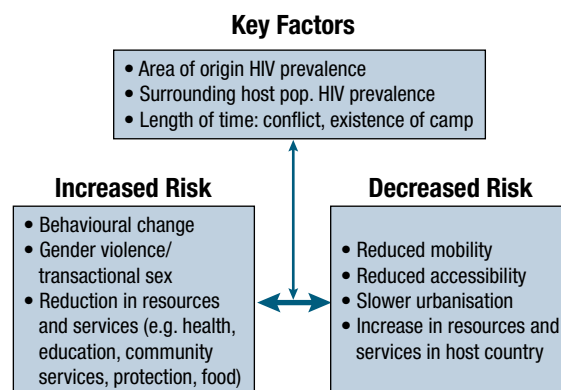 Key Factors
• Area of origin HIV prevalence
• Surrounding host pop. HIV prevalence
• Length of time: conflict, existence of camp
Increased Risk
• Behavioural change
• Gender violence/
transactional sex
• Reduction in resources
and services (e.g. health,
education, community
services, protection, food)
Decreased Risk
• Reduced mobility
• Reduced accessibility
• Slower urbanisation
• Increase in resources and
services in host country